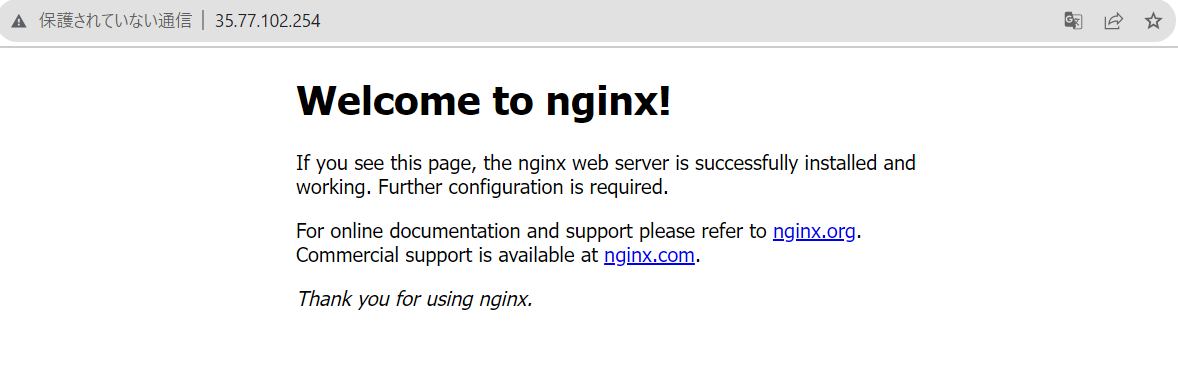 保護されていない通信 | 35.77.102.254
Welcome to nginx!
If you see this page, the nginx web server is successfully installed and
working. Further configuration is required.
For online documentation and support please refer to nginx.org.
Commercial support is available at nginx.com.
Thank you for using nginx.